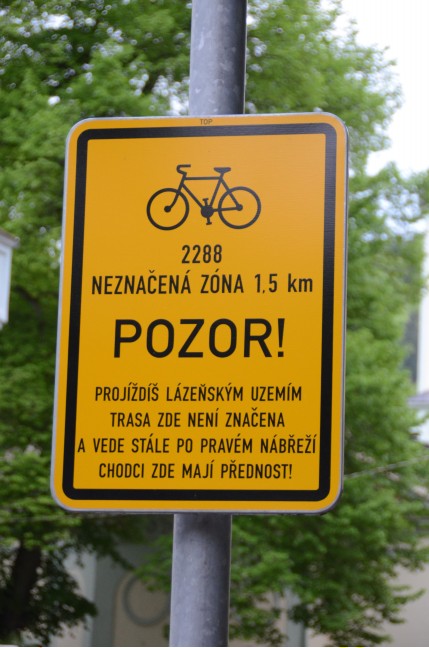 TOP
2288
NEZNAČENÁ ZÓNA 1.5 km
POZOR!
PROJÍŽDÍŠ LÁZEŇSKÝM UZEMÍM
TRASA ZDE NENÍ ZNAČENA
A VEDE STÁLE PO PRAVÉM NÁBŘEŽÍ
CHODCI ZDE MAJÍ PŘEDNOST!